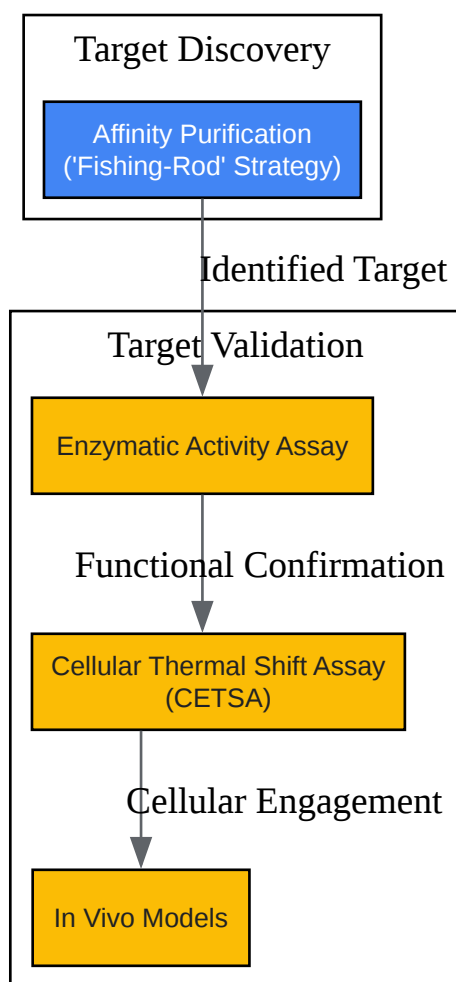 Target Discovery
Affinity Purification
('Fishing-Rod' Strategy)
Identified Target
Target Validation
Enzymatic Activity Assay
Functional Confirmation
Cellular Thermal Shift Assay
(CETSA)
Cellular Engagement
In Vivo Models